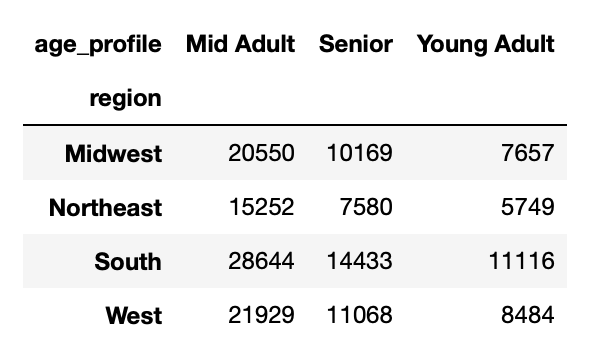 age_profile Mid Adult Senior Young Adult
region
Midwest 20550 10169 7657
Northeast 15252 7580 5749
South 28644 14433 11116
West 21929 11068 8484